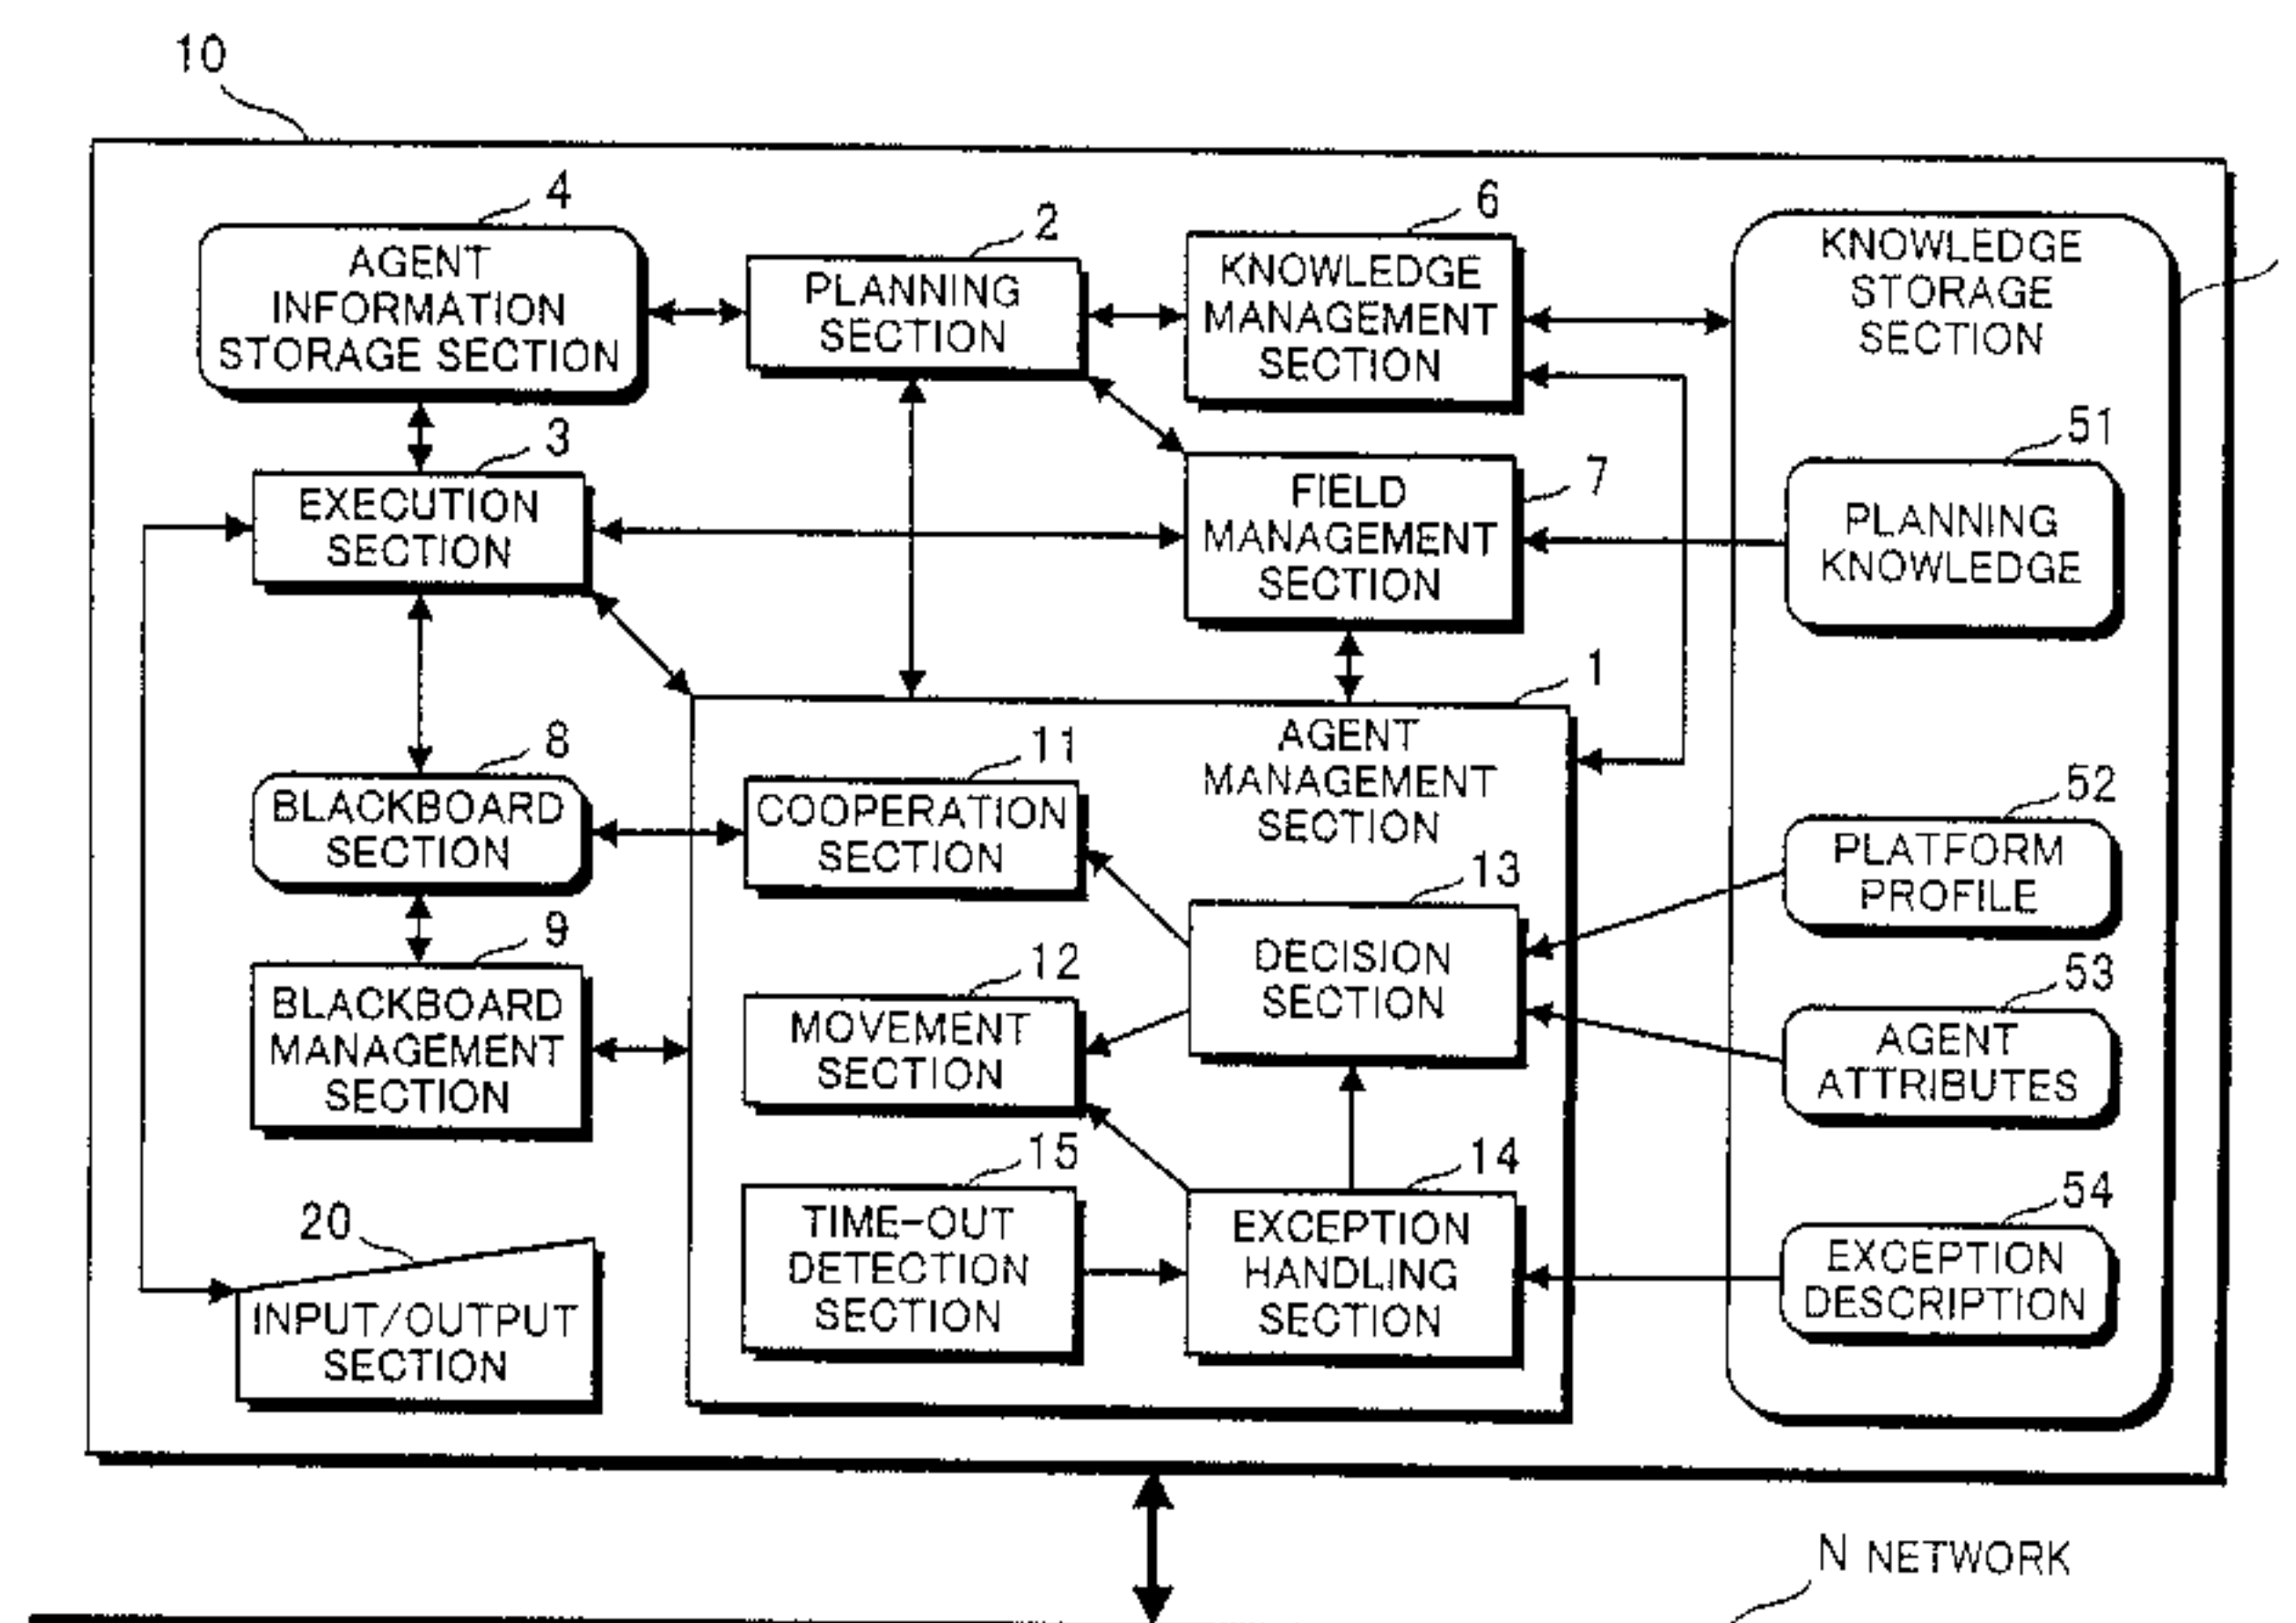 10
4
AGENT
INFORMATION
STORAGE SECTION
2
PLANNING
SECTION
6
KNOWLEDGE
MANAGEMENT
SECTION
KNOWLEDGE
STORAGE
SECTION
3
EXECUTION
SECTION
7
FIELD
MANAGEMENT
SECTION
51
PLANNING
KNOWLEDGE
1
AGENT
MANAGEMENT
SECTION
8
BLACKBOARD
SECTION
11
COOPERATION
SECTION
52
PLATFORM
PROFILE
13
DECISION
SECTION
9
BLACKBOARD
MANAGEMENT
SECTION
12
MOVEMENT
SECTION
53
AGENT
ATTRIBUTES
15
TIME-OUT
DETECTION
SECTION
14
EXCEPTION
HANDLING
SECTION
54
EXCEPTION
DESCRIPTION
20
INPUT/OUTPUT
SECTION
N NETWORK